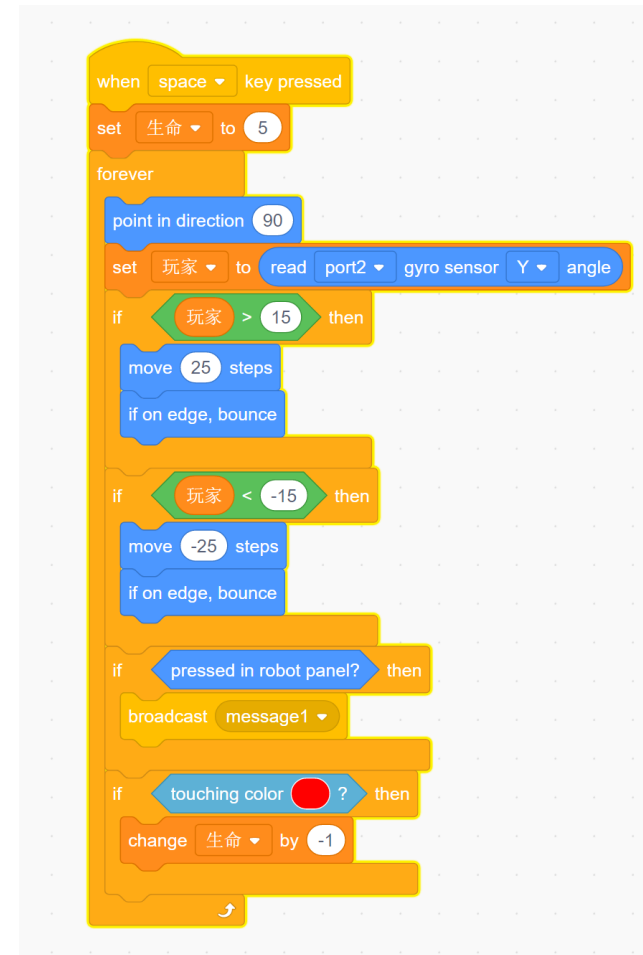 when space key pressed
set 生命 to 5
forever
point in direction 90
set 玩家 to read port2 gyro sensor Y angle
if 玩家 > 15 then
move 25 steps
if on edge, bounce
if 玩家 < -15 then
move -25 steps
if on edge, bounce
if pressed in robot panel? then
broadcast message1
if touching color ? then
change 生命 by -1